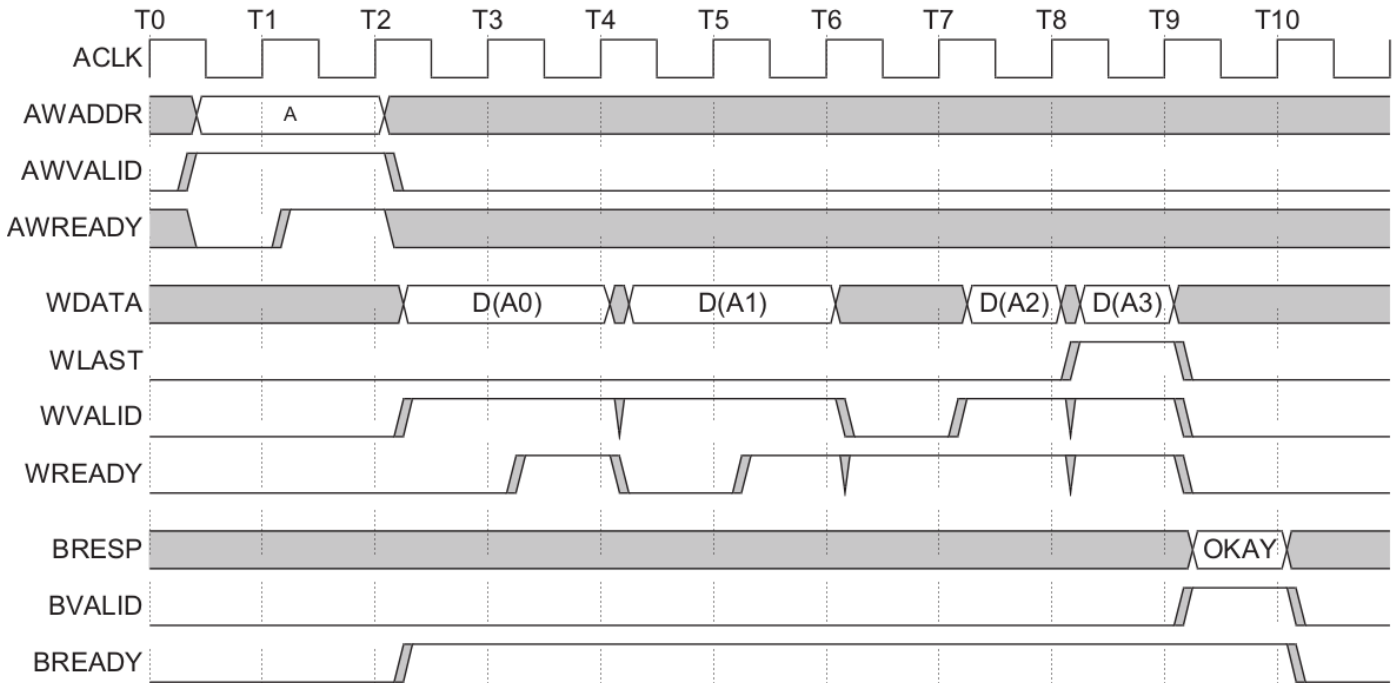 T0 T1 T2 T3 T4 T5 T6 T7 T8 T9 T10
ACLK
AWADDR A
AWVALID
AWREADY
WDATA D(A0) D(A1) D(A2) D(A3)
WLAST
WVALID
WREADY
BRESP OKAY
BVALID
BREADY